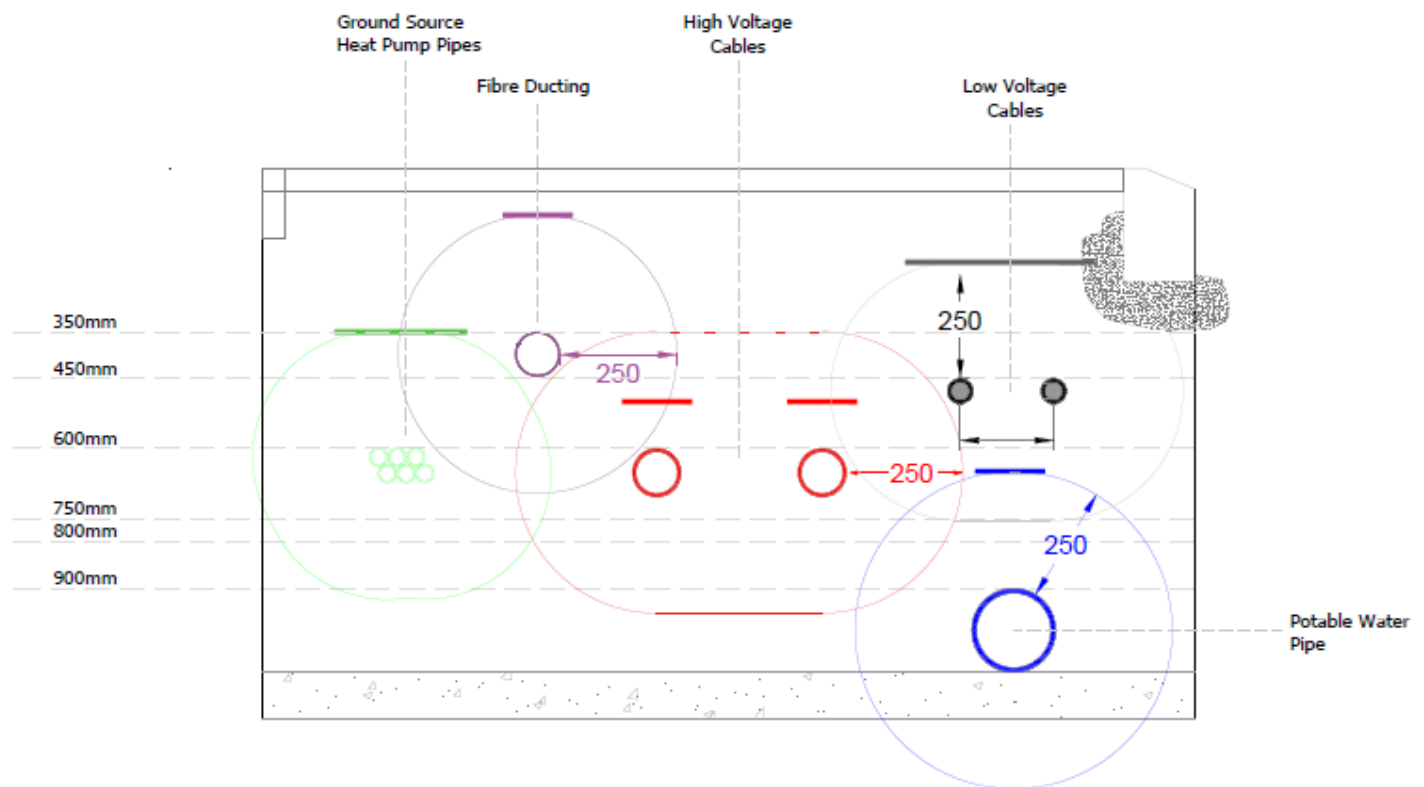 Ground Source
Heat Pump Pipes
High Voltage
Cables
Fibre Ducting
Low Voltage
Cables
350mm
250
450mm
250
600mm
250
750mm
800mm
250
900mm
Potable Water
Pipe